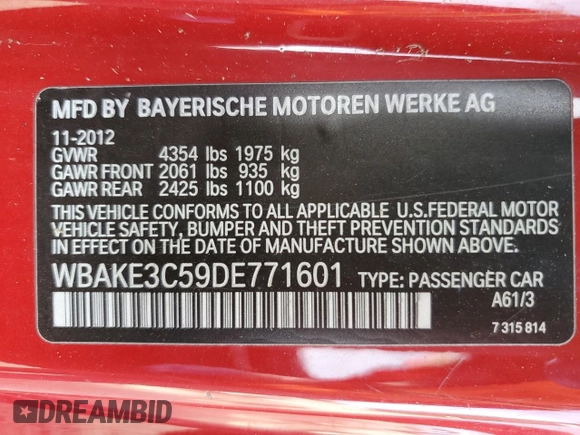 MFD BY BAYERISCHE MOTOREN WERKE AG
11-2012
GVWR 4354 lbs 1975 kg
GAWR FRONT 2061 lbs 935 kg
GAWR REAR 2425 lbs 1100 kg
THIS VEHICLE CONFORMS TO ALL APPLICABLE U.S.FEDERAL MOTOR
VEHICLE SAFETY, BUMPER AND THEFT PREVENTION STANDARDS
IN EFFECT ON THE DATE OF MANUFACTURE SHOWN ABOVE.
WBAKE3C59DE771601 TYPE: PASSENGER CAR
A61/3
7 315 814
DREAMBID